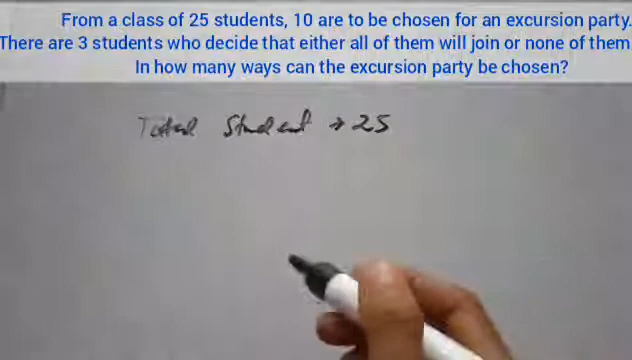 From a class of 25 students, 10 are to be chosen for an excursion party.
There are 3 students who decide that either all of them will join or none of them
In how many ways can the excursion party be chosen?
Total Student → 25